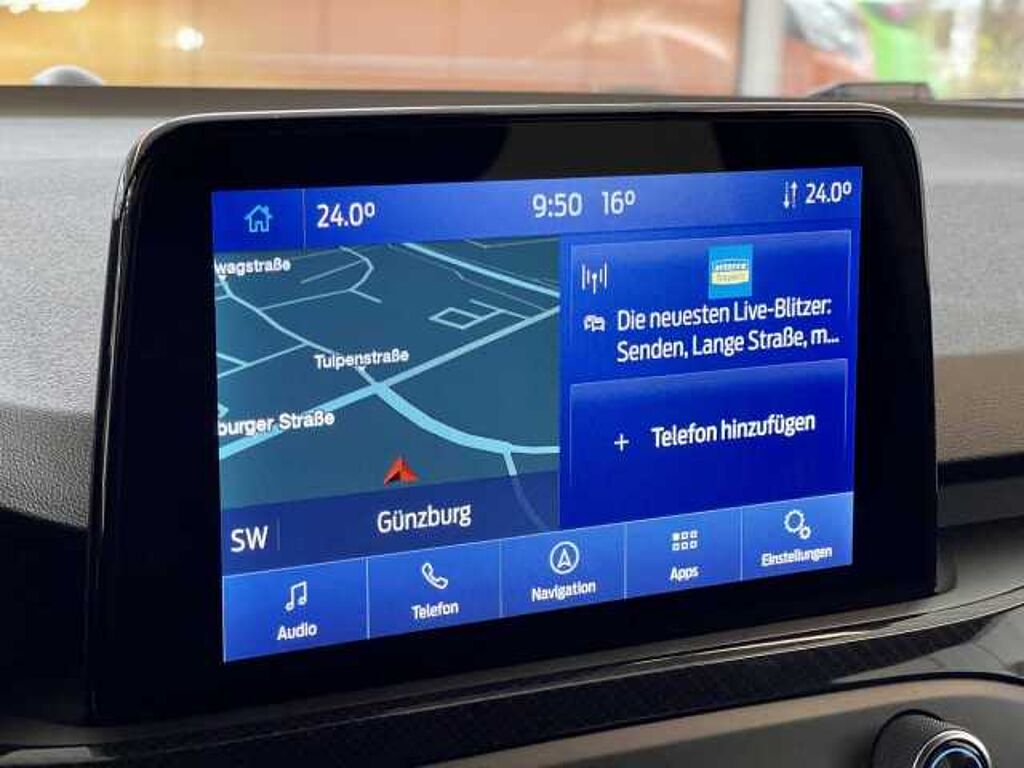 24.0°
9:50 16°
24.0°
wagstraße
Tulpenstraße
burger Straße
antenne
Die neuesten Live-Blitzer:
Senden, Lange Straße, m...
+ Telefon hinzufügen
SW
Günzburg
Audio
Telefon
Navigation
Apps
Einstellungen